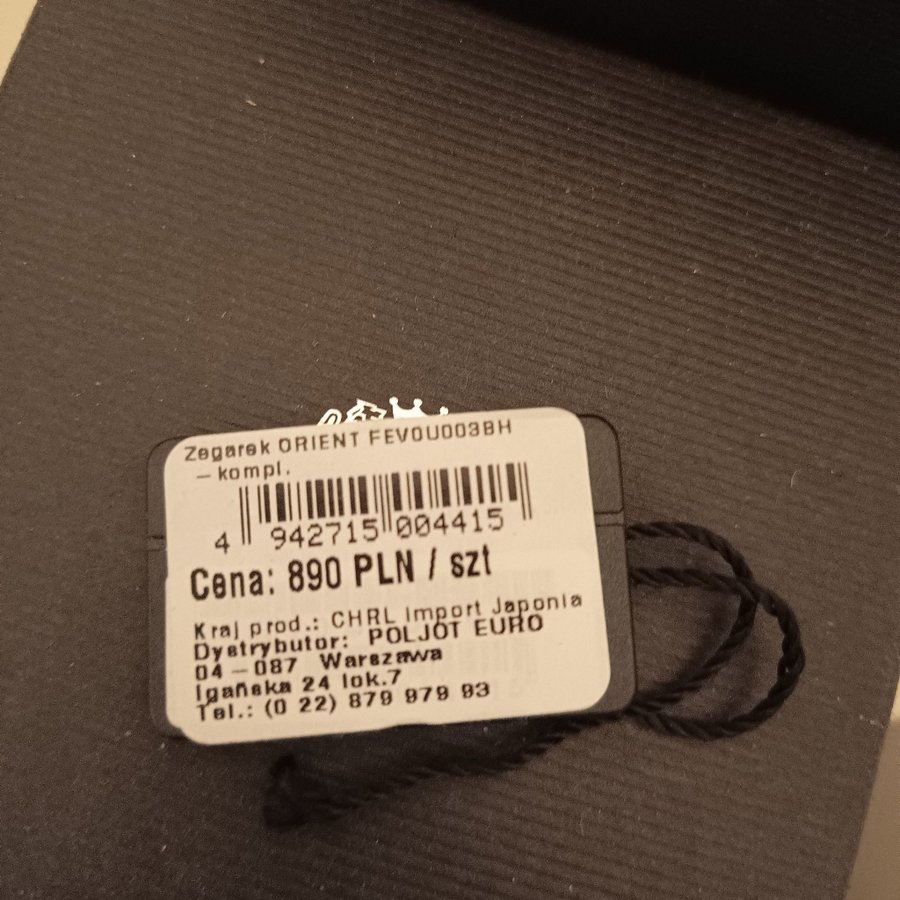 Zegarek ORIENT FEV0U003BH
– kompl.
4 942715 004415
Cena: 890 PLN / szt
Kraj prod.: CHRL Import Japonia
Dystrybutor: POLJOT EURO
04-087 Warszawa
Igańska 24 lok.7
Tel.: (0 22) 879 979 93